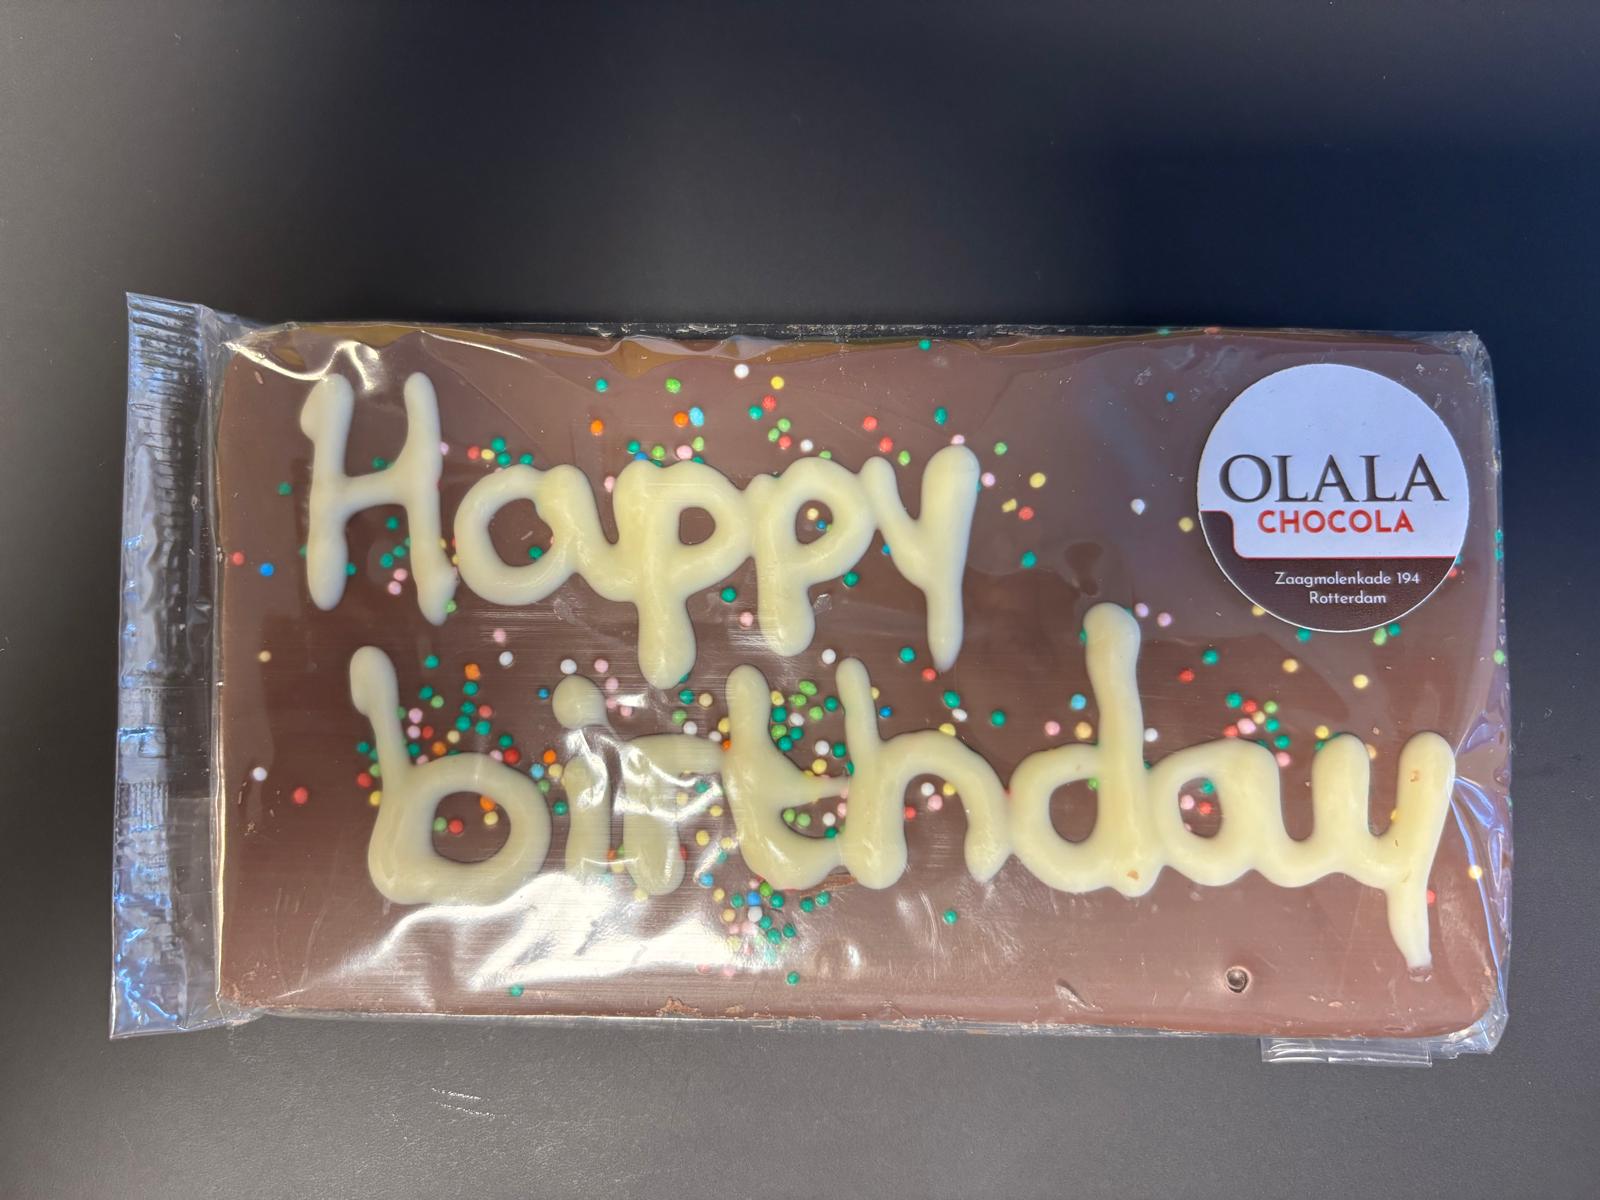 Happy
birthday
OLALA
CHOCOLA
Zaagmolenkade 194
Rotterdam